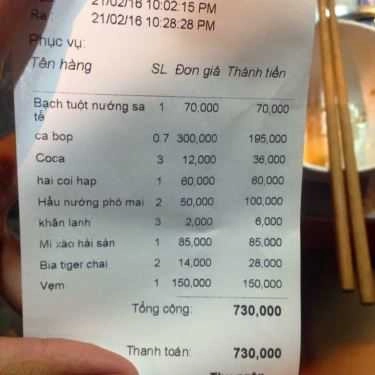 21/02/16 10:02:15 PM
Ra : 21/02/16 10:28:28 PM
Phục vụ:
Tên hàng SL Đơn giá Thành tiền
Bạch tuột nướng sa 1 70,000 70,000
tế
ca bop 0.7 300,000 195,000
Coca 3 12,000 36,000
hai coi hap 1 60,000 60,000
Hầu nướng phô mai 2 50,000 100,000
khăn lạnh 3 2,000 6,000
Mì xào hải sản 1 85,000 85,000
Bia tiger chai 2 14,000 28,000
Vẹm 1 150,000 150,000
Tổng cộng: 730,000
Thanh toán: 730,000